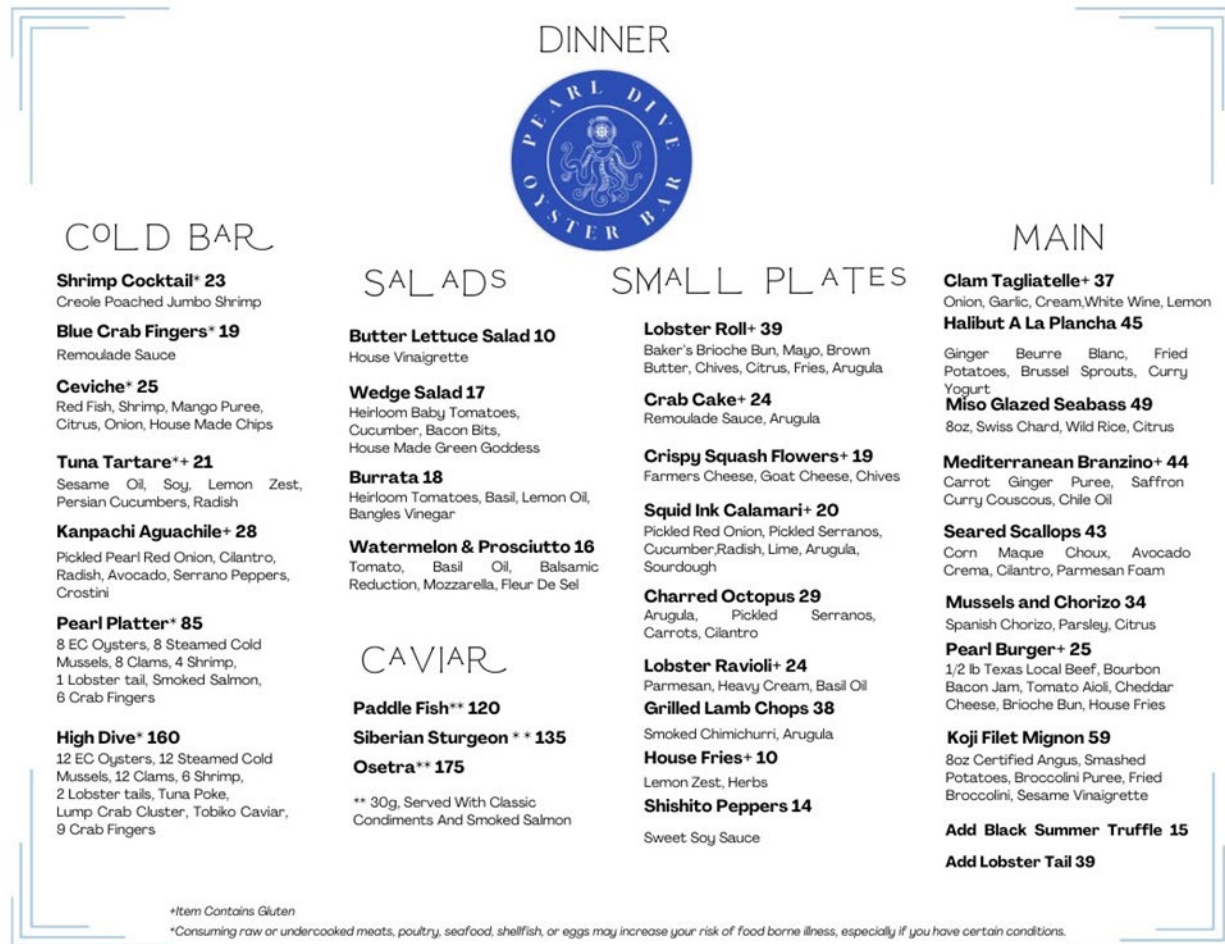 DINNER
PEARL DIVE
OYSTER BAR
COLD BAR
Shrimp Cocktail* 23
Creole Poached Jumbo Shrimp
Blue Crab Fingers* 19
Remoulade Sauce
Ceviche* 25
Red Fish, Shrimp, Mango Puree,
Citrus, Onion, House Made Chips
Tuna Tartare*+ 21
Sesame Oil, Soy, Lemon Zest,
Persian Cucumbers, Radish
Kanpachi Aguachile+ 28
Pickled Pearl Red Onion, Cilantro,
Radish, Avocado, Serrano Peppers,
Crostini
Pearl Platter* 85
8 EC Oysters, 8 Steamed Cold
Mussels, 8 Clams, 4 Shrimp,
1 Lobster tail, Smoked Salmon,
6 Crab Fingers
High Dive* 160
12 EC Oysters, 12 Steamed Cold
Mussels, 12 Clams, 6 Shrimp,
2 Lobster tails, Tuna Poke,
Lump Crab Cluster, Tobiko Caviar,
9 Crab Fingers
SALADS
Butter Lettuce Salad 10
House Vinaigrette
Wedge Salad 17
Heirloom Baby Tomatoes,
Cucumber, Bacon Bits,
House Made Green Goddess
Burrata 18
Heirloom Tomatoes, Basil, Lemon Oil,
Bangles Vinegar
Watermelon & Prosciutto 16
Tomato, Basil Oil, Balsamic
Reduction, Mozzarella, Fleur De Sel
CAVIAR
Paddle Fish** 120
Siberian Sturgeon * * 135
Osetra** 175
** 30g, Served With Classic
Condiments And Smoked Salmon
SMALL PLATES
Lobster Roll+ 39
Baker's Brioche Bun, Mayo, Brown
Butter, Chives, Citrus, Fries, Arugula
Crab Cake+ 24
Remoulade Sauce, Arugula
Crispy Squash Flowers+ 19
Farmers Cheese, Goat Cheese, Chives
Squid Ink Calamari+ 20
Pickled Red Onion, Pickled Serranos,
Cucumber,Radish, Lime, Arugula,
Sourdough
Charred Octopus 29
Arugula, Pickled Serranos,
Carrots, Cilantro
Lobster Ravioli+ 24
Parmesan, Heavy Cream, Basil Oil
Grilled Lamb Chops 38
Smoked Chimichurri, Arugula
House Fries+ 10
Lemon Zest, Herbs
Shishito Peppers 14
Sweet Soy Sauce
MAIN
Clam Tagliatelle+ 37
Onion, Garlic, Cream,White Wine, Lemon
Halibut A La Plancha 45
Ginger Beurre Blanc, Fried
Potatoes, Brussel Sprouts, Curry
Yogurt
Miso Glazed Seabass 49
8oz, Swiss Chard, Wild Rice, Citrus
Mediterranean Branzino+ 44
Carrot Ginger Puree, Saffron
Curry Couscous, Chile Oil
Seared Scallops 43
Corn Maque Choux, Avocado
Crema, Cilantro, Parmesan Foam
Mussels and Chorizo 34
Spanish Chorizo, Parsley, Citrus
Pearl Burger+ 25
1/2 lb Texas Local Beef, Bourbon
Bacon Jam, Tomato Aioli, Cheddar
Cheese, Brioche Bun, House Fries
Koji Filet Mignon 59
8oz Certified Angus, Smashed
Potatoes, Broccolini Puree, Fried
Broccolini, Sesame Vinaigrette
Add Black Summer Truffle 15
Add Lobster Tail 39
+Item Contains Gluten
*Consuming raw or undercooked meats, poultry, seafood, shellfish, or eggs may increase your risk of food borne illness, especially if you have certain conditions.